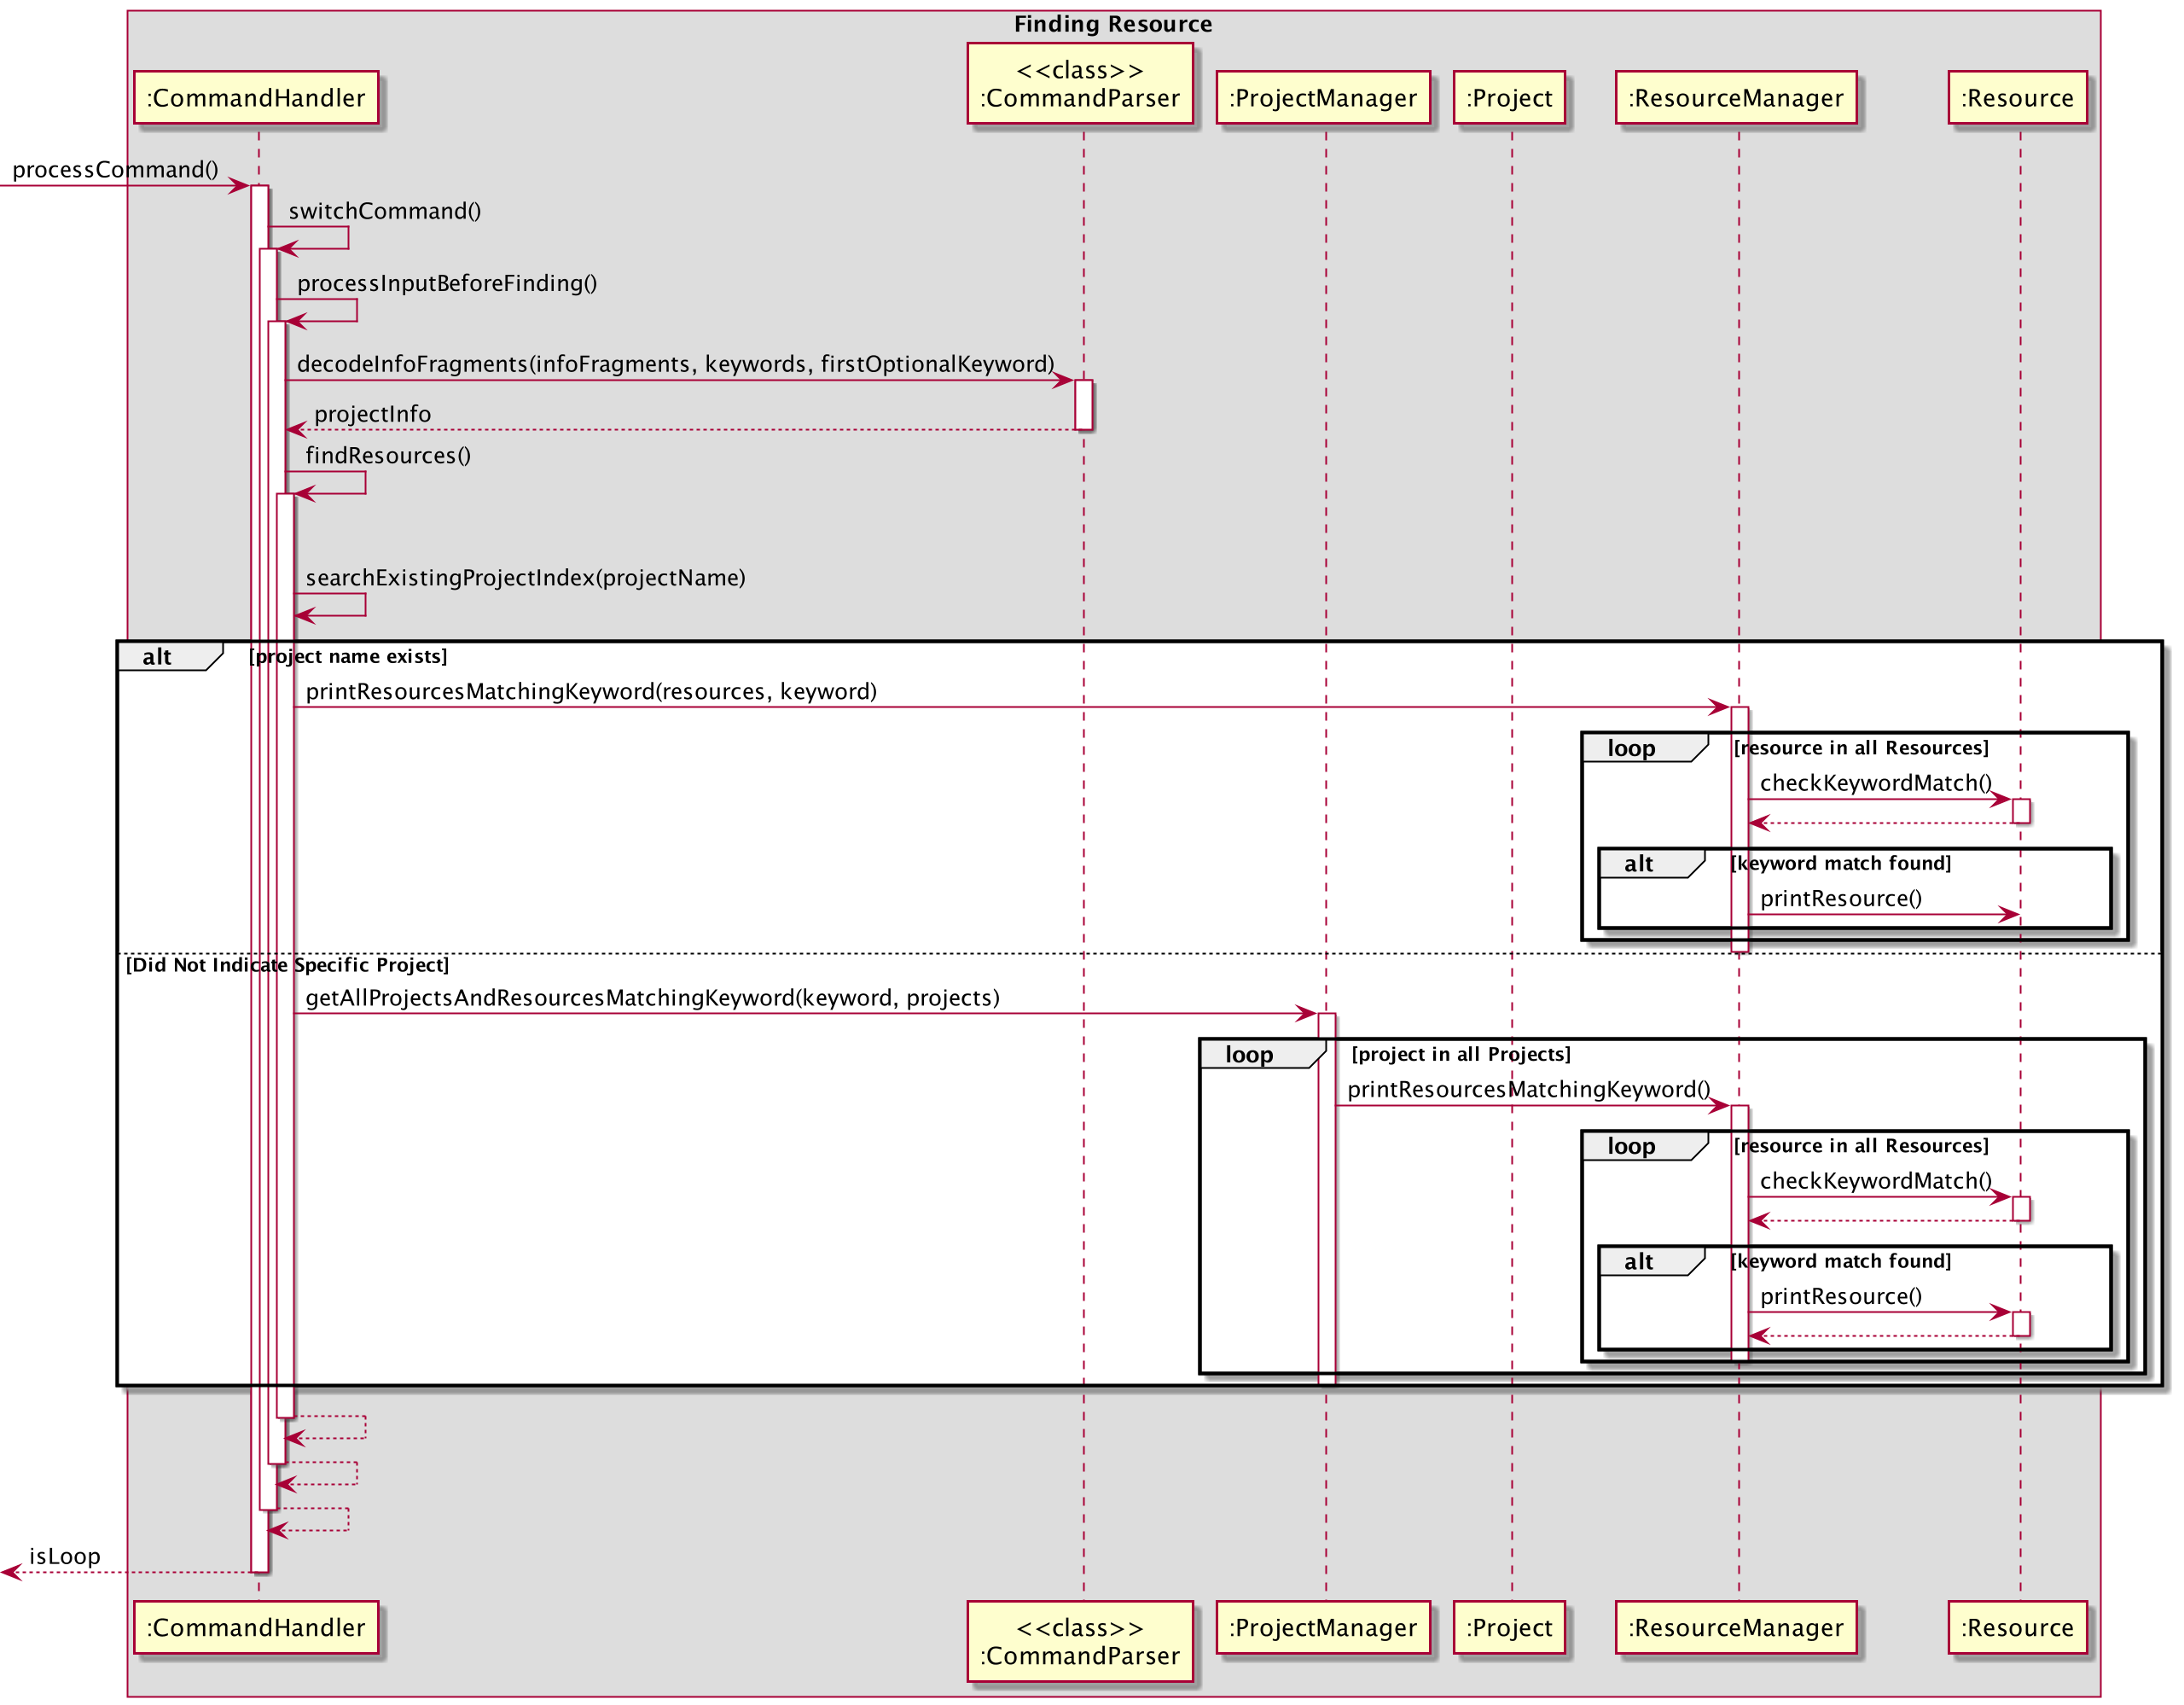 Finding Resource
:CommandHandler
<<class>>
:CommandParser
:ProjectManager
:Project
:ResourceManager
:Resource
processCommand()
switchCommand()
processInputBeforeFinding()
decodeInfoFragments(infoFragments, keywords, firstOptionalKeyword)
projectInfo
findResources()
searchExistingProjectIndex(projectName)
alt [project name exists]
printResourcesMatchingKeyword(resources, keyword)
loop [resource in all Resources]
checkKeywordMatch()
alt [keyword match found]
printResource()
[Did Not Indicate Specific Project]
getAllProjectsAndResourcesMatchingKeyword(keyword, projects)
loop [project in all Projects]
printResourcesMatchingKeyword()
loop [resource in all Resources]
checkKeywordMatch()
alt [keyword match found]
printResource()
isLoop
:CommandHandler
<<class>>
:CommandParser
:ProjectManager
:Project
:ResourceManager
:Resource